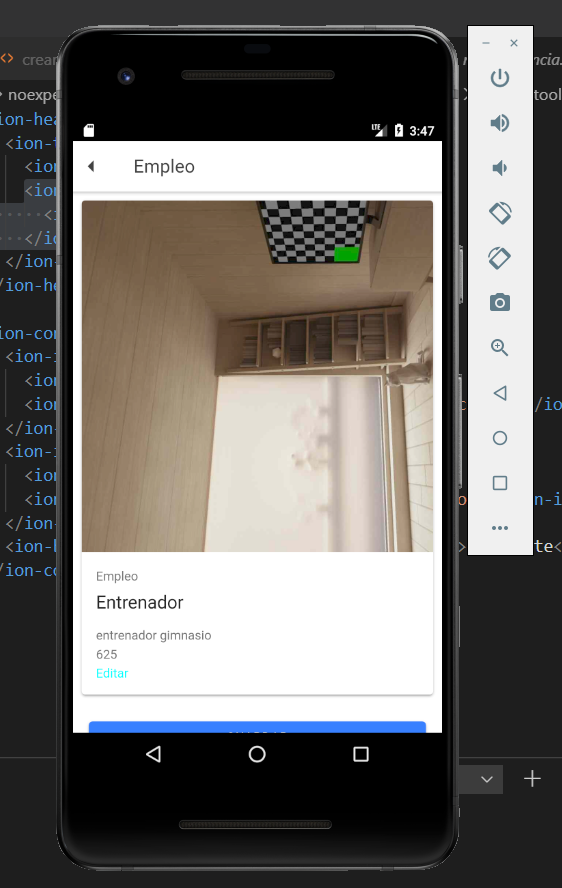 crear
ncia.
noexpe
tool
LTE
3:47
Empleo
ion-hea
<ion-t
<ion
<ion
<i
</io
</ion-
/ion-he
ion-con
<ion-i
<ion
<ion
c
/io
</ion-
<ion-i
<ion
<ion
o
n-i
</ion-
<ion-b
>
te<
/ion-co
Empleo
Entrenador
entrenador gimnasio
625
Editar